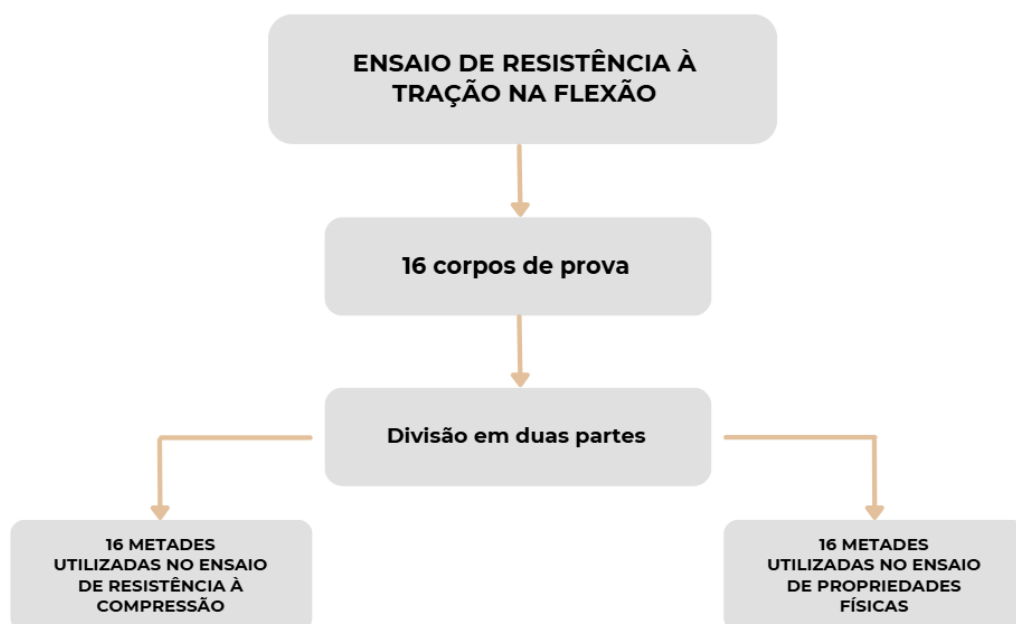 ENSAIO DE RESISTÊNCIA À
TRAÇÃO NA FLEXÃO
16 corpos de prova
Divisão em duas partes
16 METADES
UTILIZADAS NO ENSAIO
DE RESISTÊNCIA À
COMPRESSÃO
16 METADES
UTILIZADAS NO ENSAIO
DE PROPRIEDADES
FÍSICAS